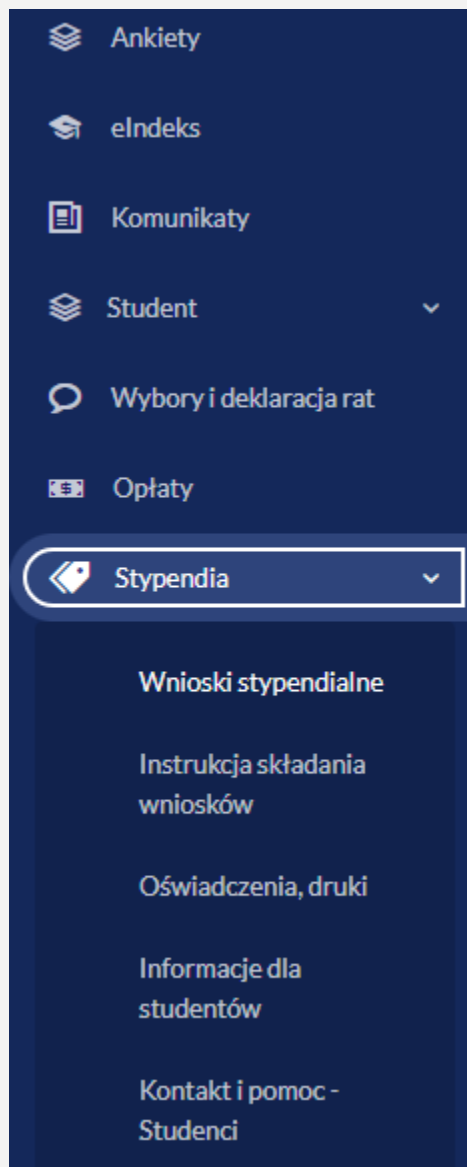 Ankiety
eIndeks
Komunikaty
Student
Wybory i deklaracja rat
Opłaty
Stypendia
Wnioski stypendialne
Instrukcja składania
wniosków
Oświadczenia, druki
Informacje dla
studentów
Kontakt i pomoc -
Studenci